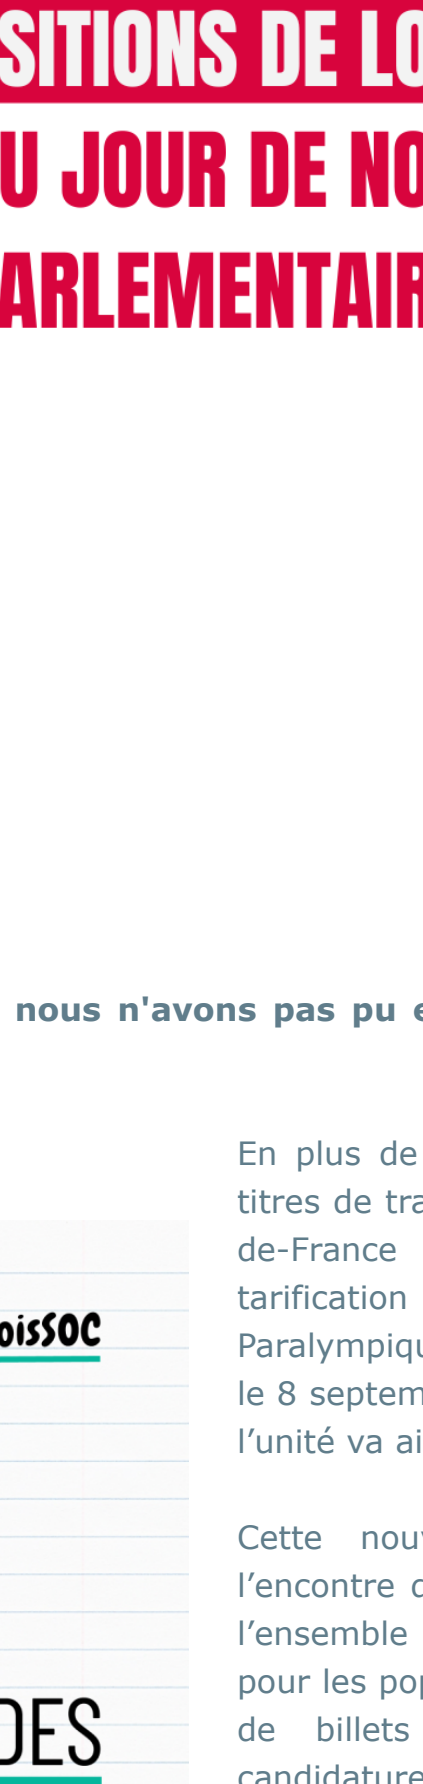 SITIONS DE LO
U JOUR DE NO
ARLEMENTAIR
nous n'avons pas pu e
En plus de
titres de tra
de-France
tarification
Paralympiqu
le 8 septem
l'unité va ai
Cette nouv
l'encontre d
l'ensemble
pour les pop
de billets
candidature
oisSOC
DES